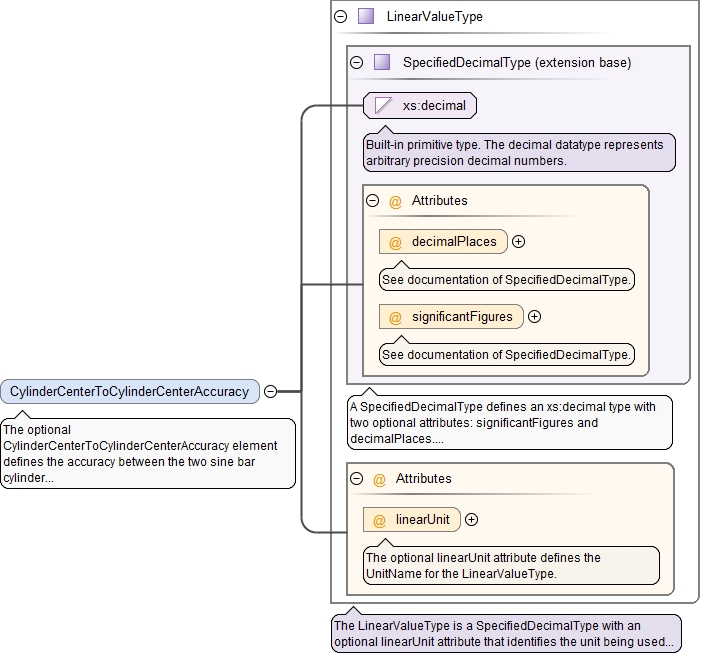 LinearValueType
SpecifiedDecimalType (extension base)
xs:decimal
Built-in primitive type. The decimal datatype represents
arbitrary precision decimal numbers.
@ Attributes
@ decimalPlaces
See documentation of SpecifiedDecimalType.
@ significantFigures
See documentation of SpecifiedDecimalType.
CylinderCenterToCylinderCenterAccuracy
The optional
CylinderCenterToCylinderCenterAccuracy element
defines the accuracy between the two sine bar
cylinder...
A SpecifiedDecimalType defines an xs:decimal type with
two optional attributes: significantFigures and
decimalPlaces....
@ Attributes
@ linearUnit
The optional linearUnit attribute defines the
UnitName for the LinearValueType.
The LinearValueType is a SpecifiedDecimalType with an
optional linearUnit attribute that identifies the unit being used...